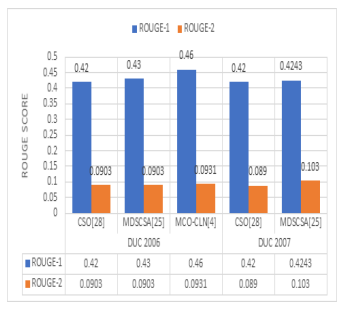 ROUGE-1 ROUGE-2
ROUGE SCORE
0.5
0.45
0.4
0.35
0.3
0.25
0.2
0.15
0.1
0.05
0
0.42 0.43 0.46 0.42 0.4243
0.0903 0.0903 0.0931 0.089 0.103
CSO[28] MDSCSA[25] MCO-CLN[4] CSO[28] MDSCSA[25]
DUC 2006 DUC 2007
ROUGE-1 0.42 0.43 0.46 0.42 0.4243
ROUGE-2 0.0903 0.0903 0.0931 0.089 0.103